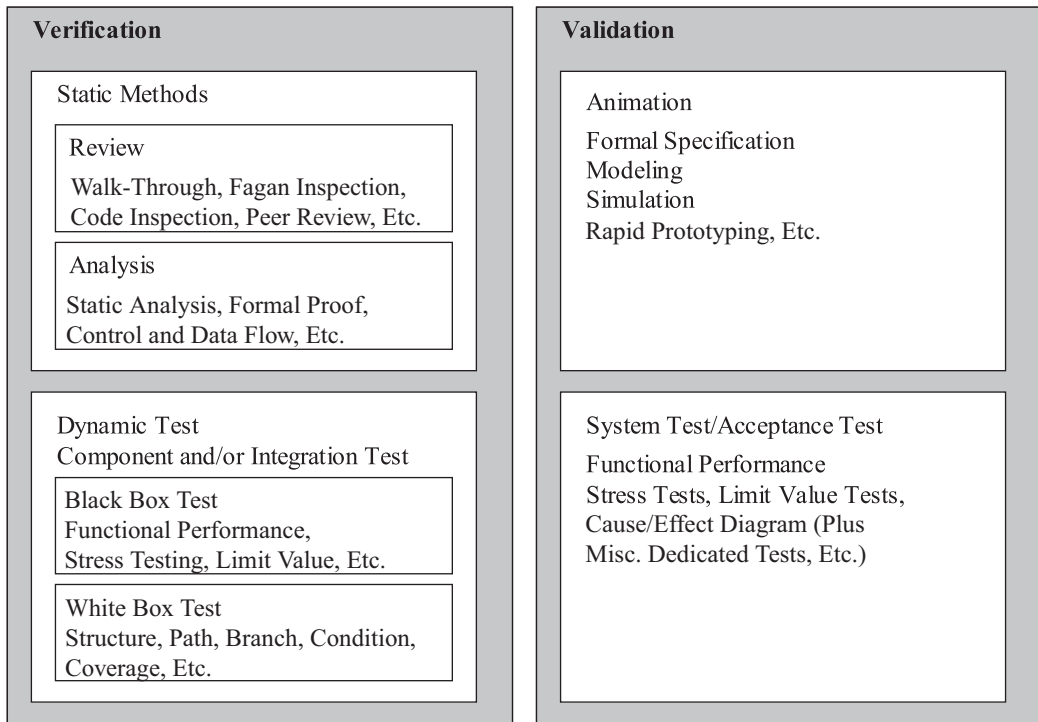 Verification
Static Methods
Review
Walk-Through, Fagan Inspection,
Code Inspection, Peer Review, Etc.
Analysis
Static Analysis, Formal Proof,
Control and Data Flow, Etc.
Dynamic Test
Component and/or Integration Test
Black Box Test
Functional Performance,
Stress Testing, Limit Value, Etc.
White Box Test
Structure, Path, Branch, Condition,
Coverage, Etc.
Validation
Animation
Formal Specification
Modeling
Simulation
Rapid Prototyping, Etc.
System Test/Acceptance Test
Functional Performance
Stress Tests, Limit Value Tests,
Cause/Effect Diagram (Plus
Misc. Dedicated Tests, Etc.)